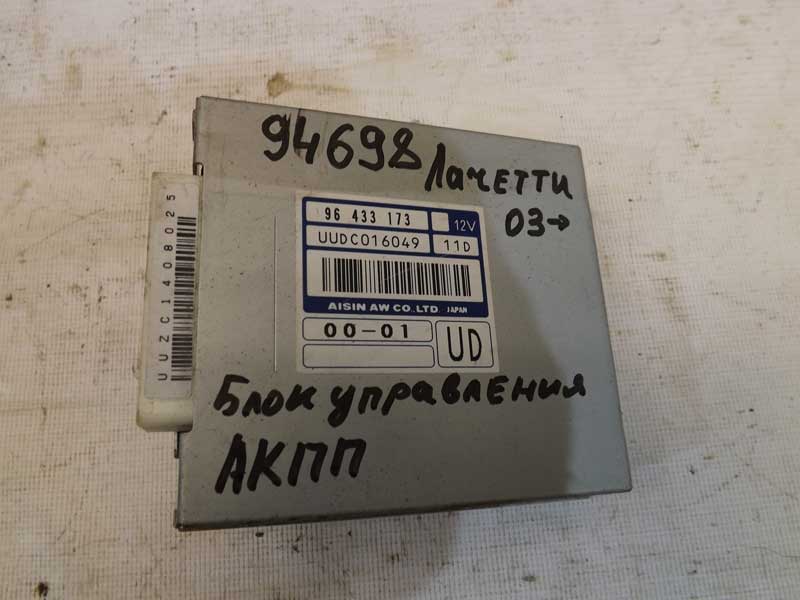 94698 Лачетти
03→
96 433 173 12V
UUDC016049 11D
AISIN AW CO.,LTD. JAPAN
00-01 UD
Блок управления
АКПП
UUZC1408025